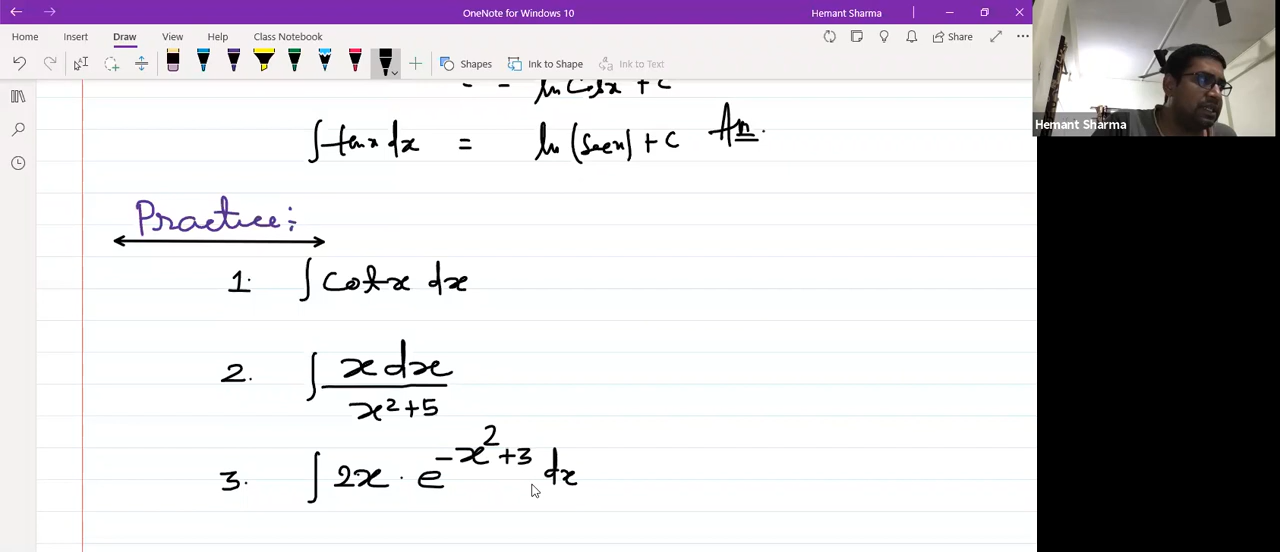 OneNote for Windows 10
Hemant Sharma
Home Insert Draw View Help Class Notebook
Share
Shapes Ink to Shape Ink to Text
= - ln Cosx + c
∫ tanx dx = ln (Secx) + c Ans.
Practice:
1. ∫ Cotx dx
2. ∫ x dx / x² + 5
3. ∫ 2x · e^(-x² + 3) dx
Hemant Sharma